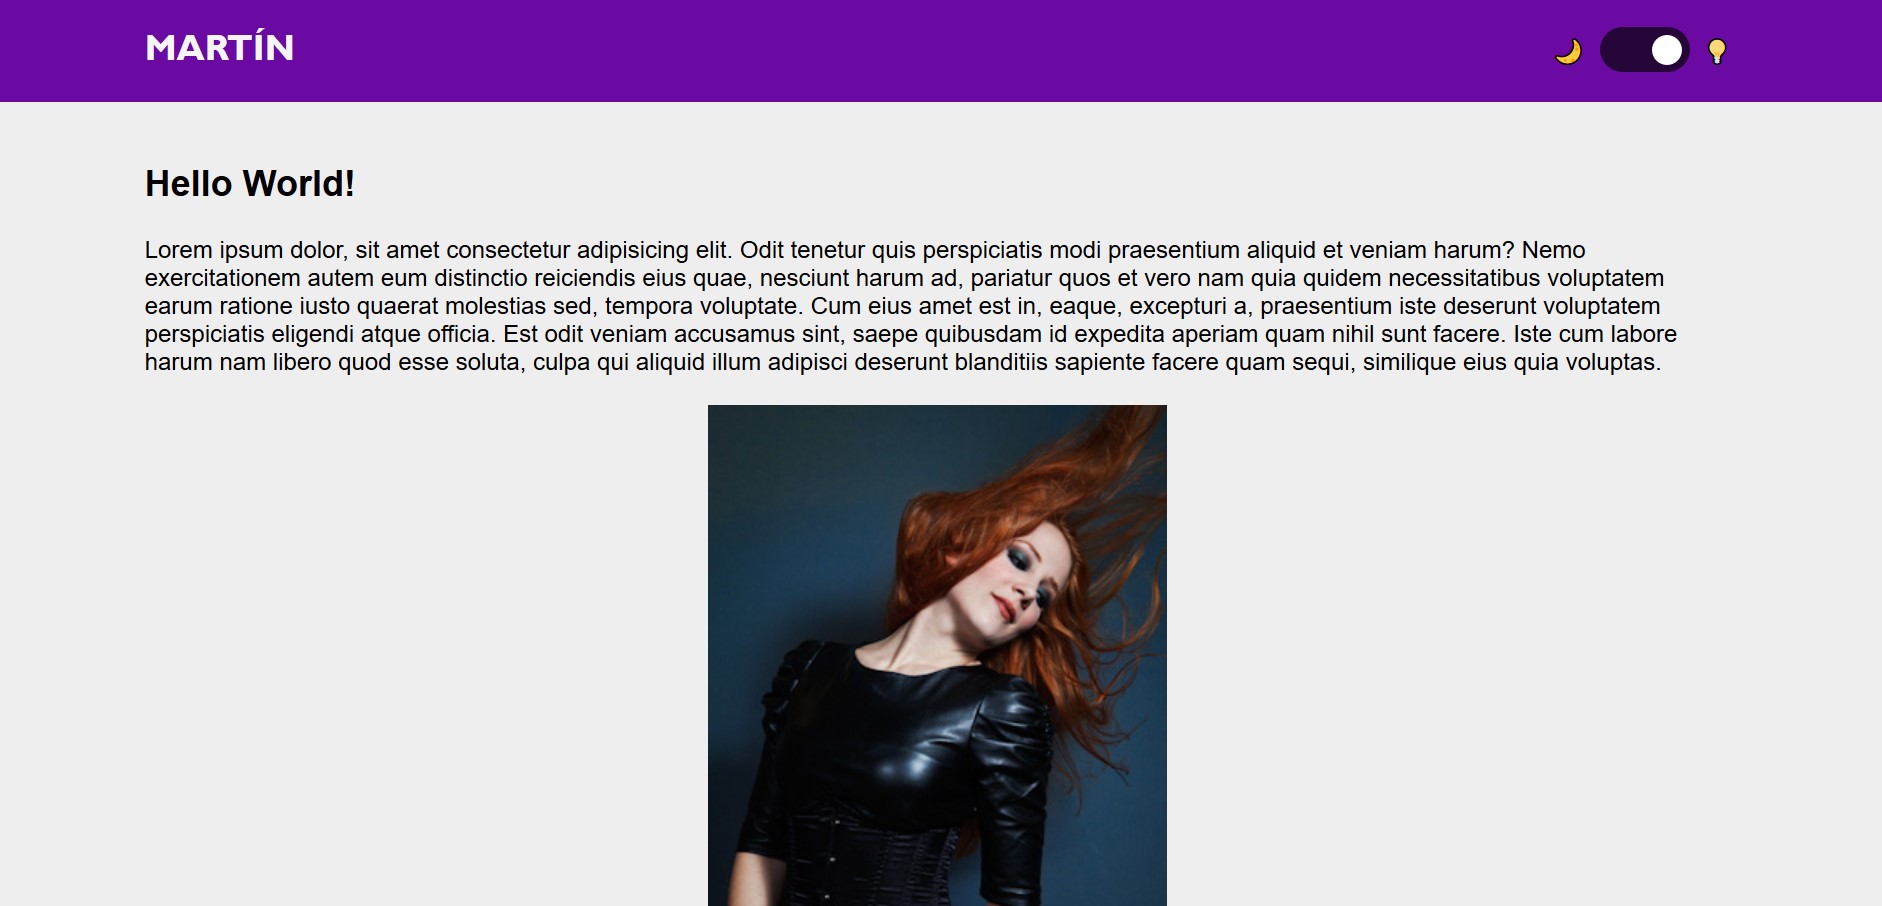 MARTÍN
Hello World!
Lorem ipsum dolor, sit amet consectetur adipisicing elit. Odit tenetur quis perspiciatis modi praesentium aliquid et veniam harum? Nemo
exercitationem autem eum distinctio reiciendis eius quae, nesciunt harum ad, pariatur quos et vero nam quia quidem necessitatibus voluptatem
earum ratione iusto quaerat molestias sed, tempora voluptate. Cum eius amet est in, eaque, excepturi a, praesentium iste deserunt voluptatem
perspiciatis eligendi atque officia. Est odit veniam accusamus sint, saepe quibusdam id expedita aperiam quam nihil sunt facere. Iste cum labore
harum nam libero quod esse soluta, culpa qui aliquid illum adipisci deserunt blanditiis sapiente facere quam sequi, similique eius quia voluptas.